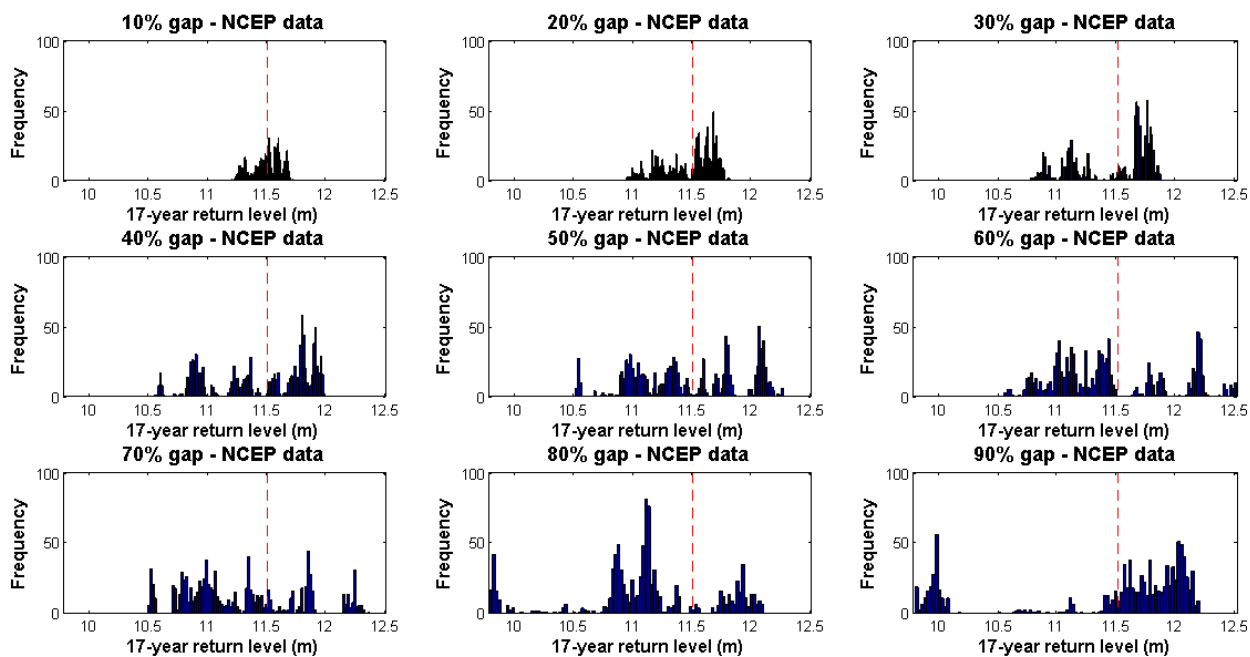 10% gap - NCEP data
100
50
0
Frequency
10 10.5 11 11.5 12 12.5
17-year return level (m)
20% gap - NCEP data
100
50
0
Frequency
10 10.5 11 11.5 12 12.5
17-year return level (m)
30% gap - NCEP data
100
50
0
Frequency
10 10.5 11 11.5 12 12.5
17-year return level (m)
40% gap - NCEP data
100
50
0
Frequency
10 10.5 11 11.5 12 12.5
17-year return level (m)
50% gap - NCEP data
100
50
0
Frequency
10 10.5 11 11.5 12 12.5
17-year return level (m)
60% gap - NCEP data
100
50
0
Frequency
10 10.5 11 11.5 12 12.5
17-year return level (m)
70% gap - NCEP data
100
50
0
Frequency
10 10.5 11 11.5 12 12.5
17-year return level (m)
80% gap - NCEP data
100
50
0
Frequency
10 10.5 11 11.5 12 12.5
17-year return level (m)
90% gap - NCEP data
100
50
0
Frequency
10 10.5 11 11.5 12 12.5
17-year return level (m)